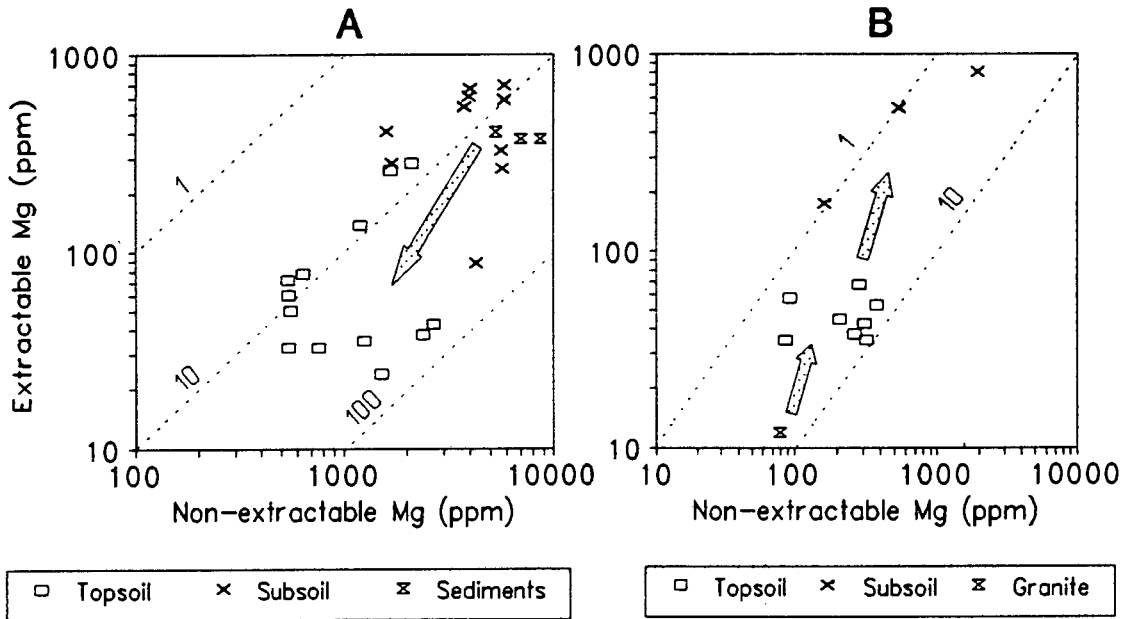 A
B
Extractable Mg (ppm)
1000
100
10
1
10
100
100 1000 10000
Non-extractable Mg (ppm)
1000
100
10
1
10
10 100 1000 10000
Non-extractable Mg (ppm)
Topsoil Subsoil Sediments
Topsoil Subsoil Granite